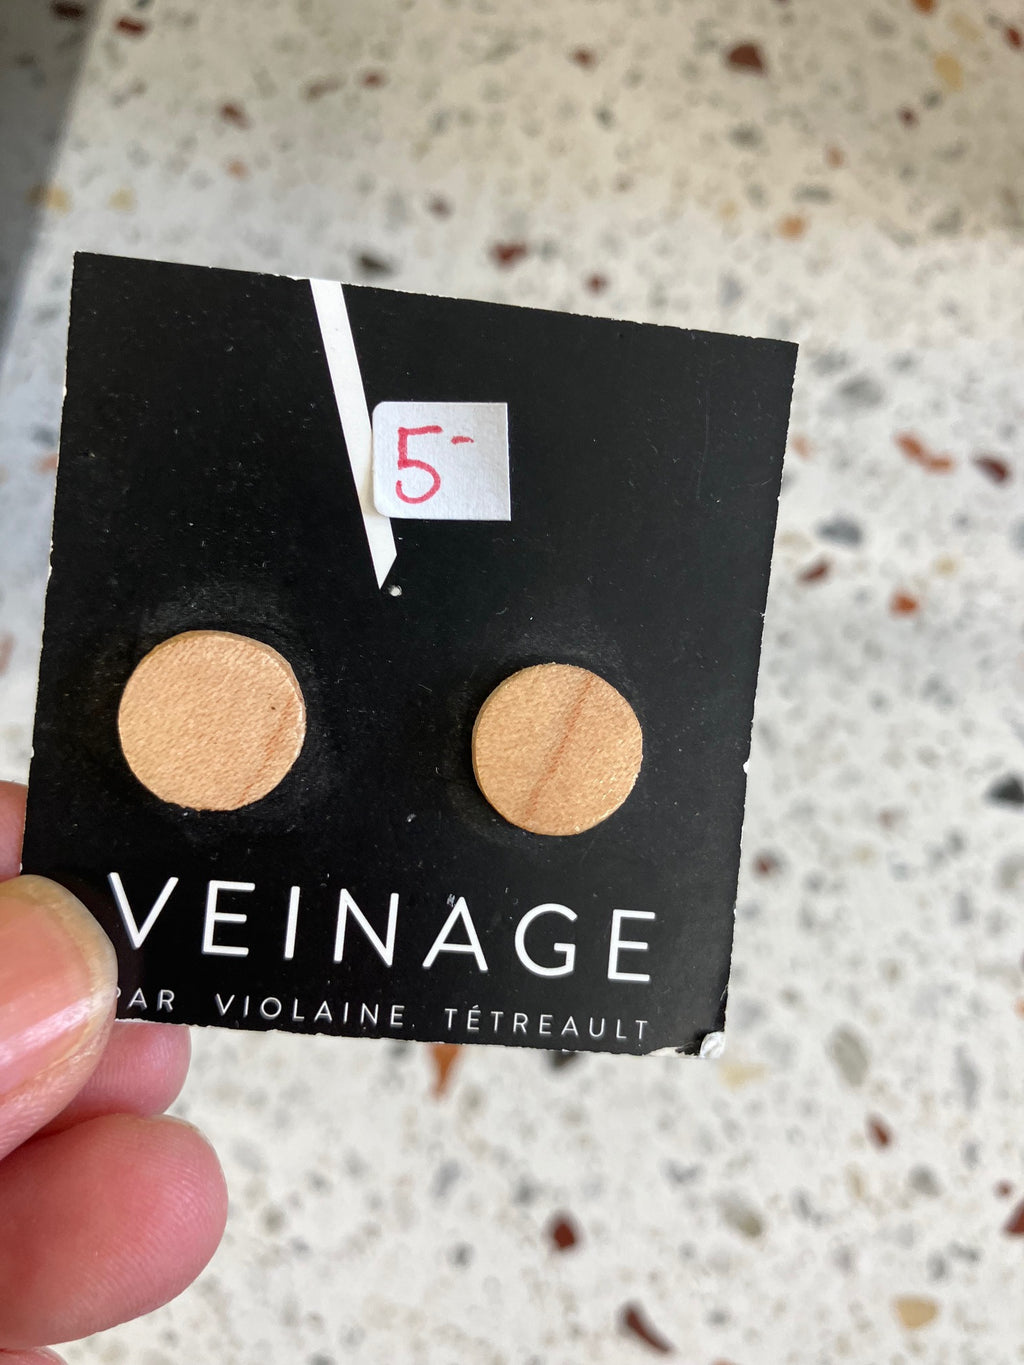 5-
VEINAGE
PAR VIOLAINE TÉTREAULT